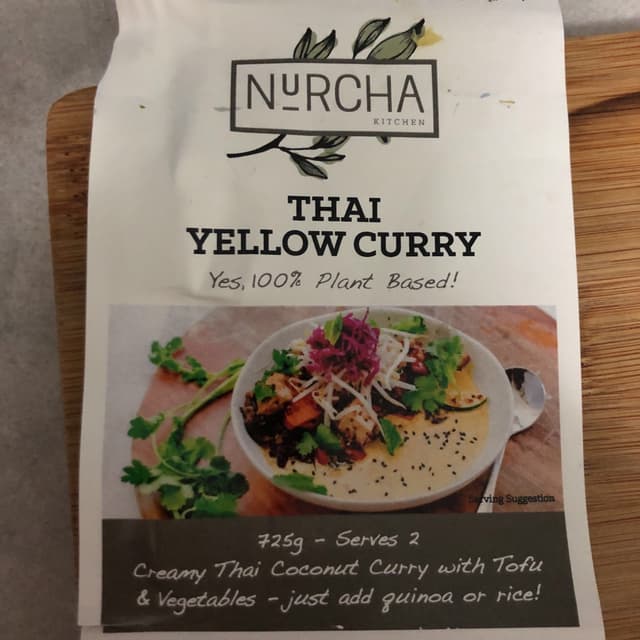 NURCHA
KITCHEN
THAI
YELLOW CURRY
Yes, 100% Plant Based!
Serving Suggestion
725g - Serves 2
Creamy Thai Coconut Curry with Tofu
& Vegetables - just add quinoa or rice!